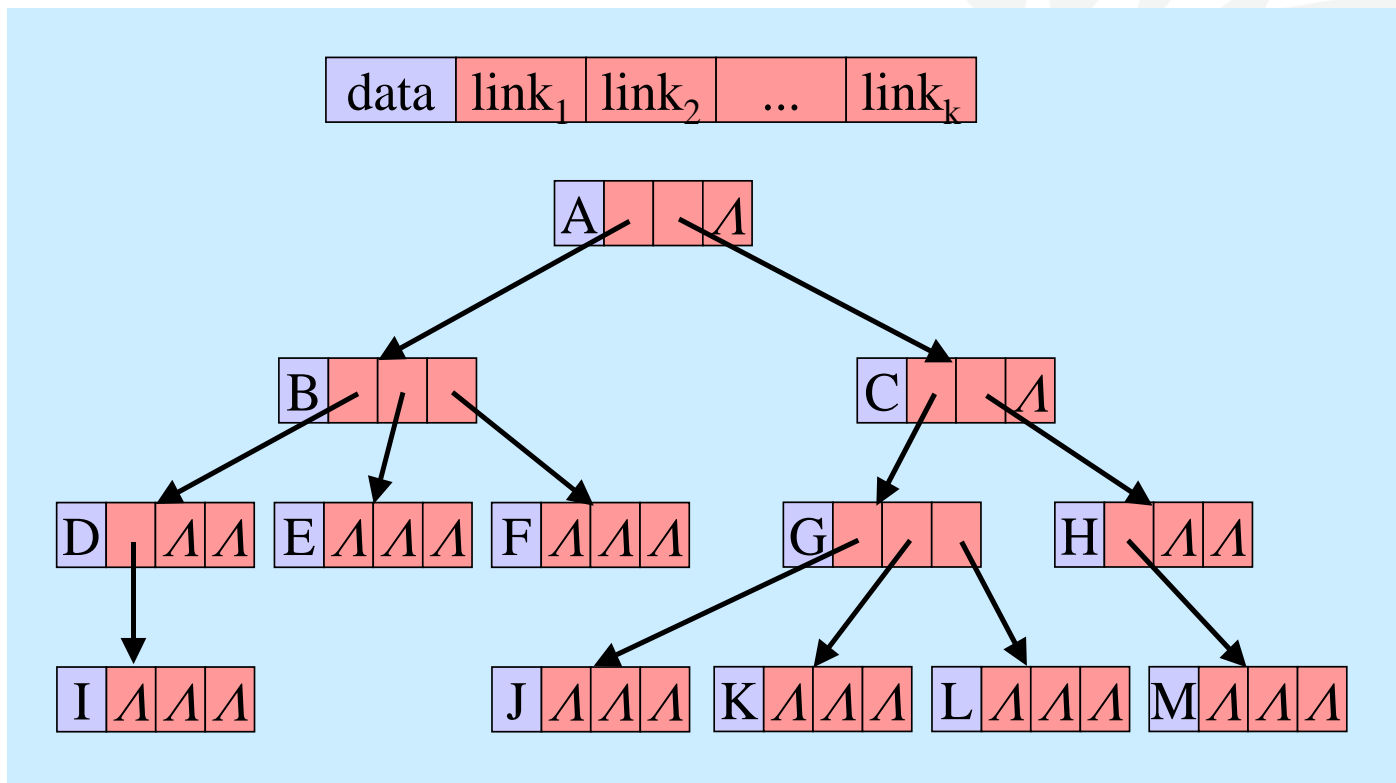 data link₁ link₂ ... linkₖ
A Λ
B C Λ
D Λ Λ E Λ Λ Λ F Λ Λ Λ G H Λ Λ
I Λ Λ Λ J Λ Λ Λ K Λ Λ Λ L Λ Λ Λ M Λ Λ Λ